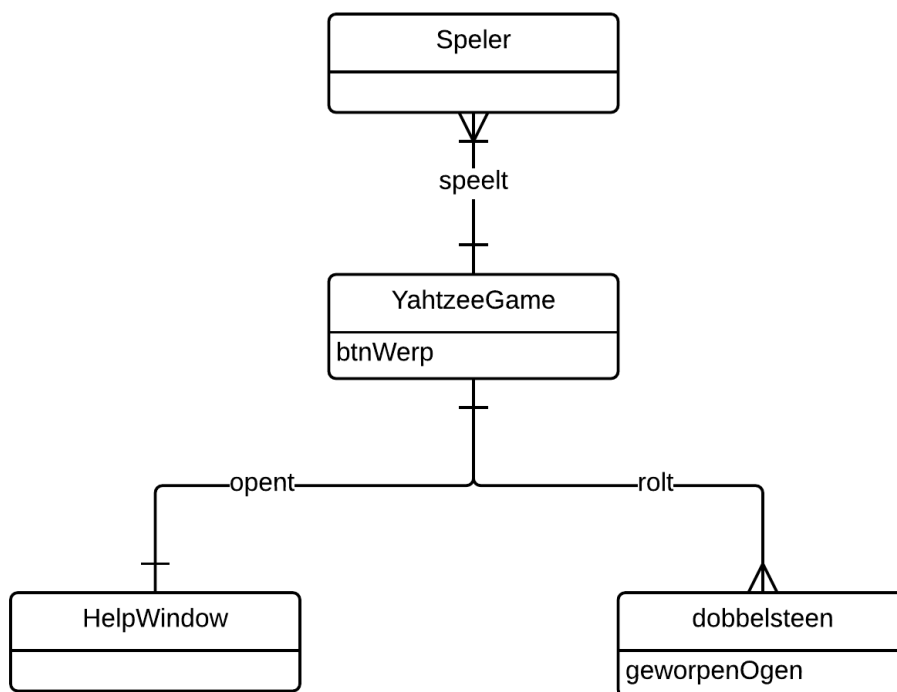 Speler
speelt
YahtzeeGame
btnWerp
opent
rolt
HelpWindow
dobbelsteen
geworpenOgen